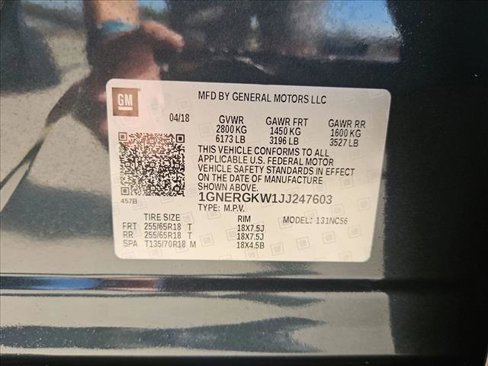 GM
MFD BY GENERAL MOTORS LLC
04/18 GVWR GAWR FRT GAWR RR
2800 KG 1450 KG 1600 KG
6173 LB 3196 LB 3527 LB
THIS VEHICLE CONFORMS TO ALL
APPLICABLE U.S. FEDERAL MOTOR
VEHICLE SAFETY STANDARDS IN EFFECT
ON THE DATE OF MANUFACTURE
SHOWN ABOVE.
1GNERGKW1JJ247603
457B TYPE: M.P.V.
TIRE SIZE RIM MODEL: 131NC56
FRT 255/65R18 T 18X7.5J
RR 255/65R18 T 18X7.5J
SPA T135/70R18 M 18X4.5B